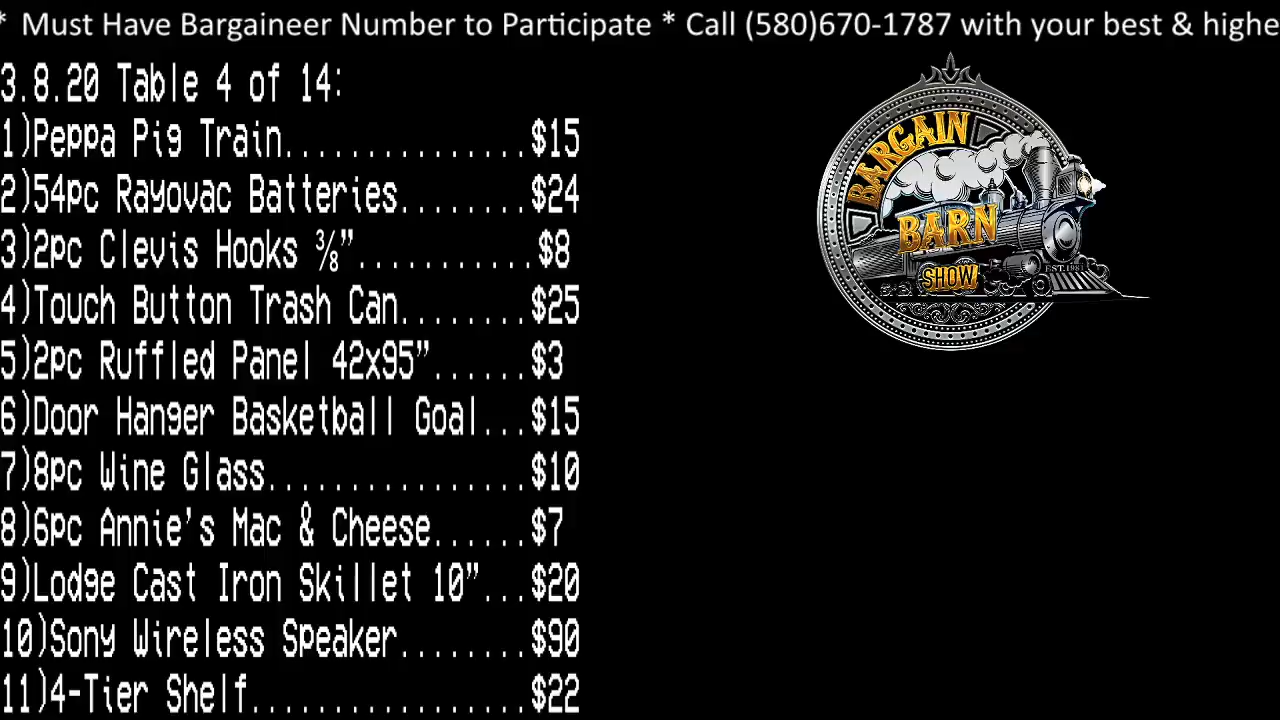 * Must Have Bargaineer Number to Participate * Call (580)670-1787 with your best & highe
3.8.20 Table 4 of 14:
1)Peppa Pig Train...............$15
2)54pc Rayovac Batteries........$24
3)2pc Clevis Hooks ⅜”...........$8
4)Touch Button Trash Can........$25
5)2pc Ruffled Panel 42x95”......$3
6)Door Hanger Basketball Goal...$15
7)8pc Wine Glass................$10
8)6pc Annie's Mac & Cheese......$7
9)Lodge Cast Iron Skillet 10”...$20
10)Sony Wireless Speaker........$90
11)4-Tier Shelf.................$22
BARGAIN
BARN
SHOW